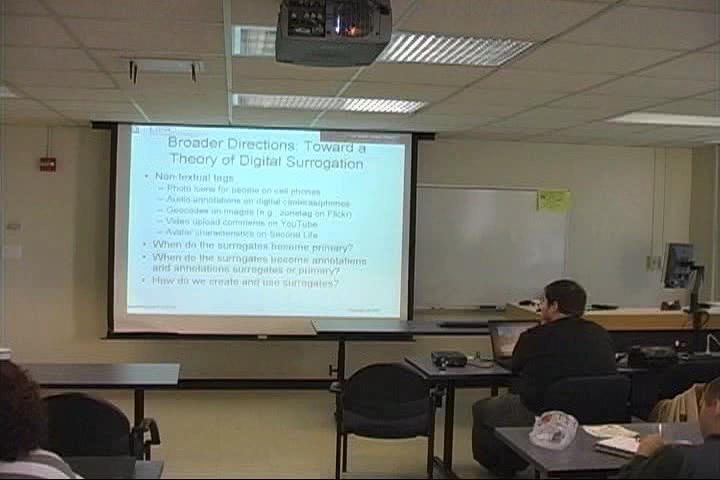 Broader Directions: Toward a
Theory of Digital Surrogation
• Non-textual tags
– Photo icons for people on cell phones
– Audio annotations on digital cameras/phones
– Geocodes on images (e.g., zonetag on Flickr)
– Video upload comments on YouTube
– Avatar characteristics on Second Life
• When do the surrogates become primary?
• When do the surrogates become annotations
and annotations surrogates or primary?
• How do we create and use surrogates?